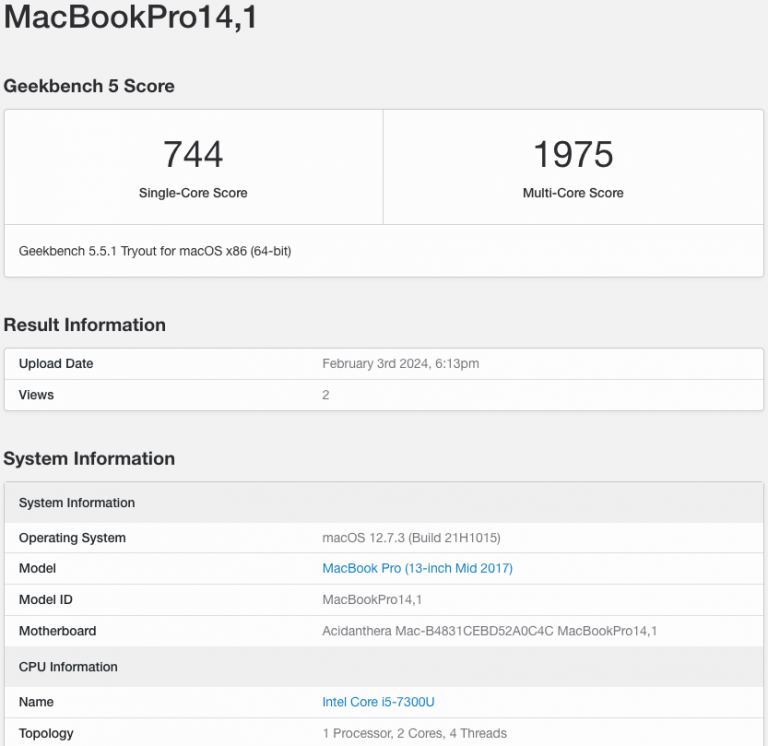 MacBookPro14,1
Geekbench 5 Score
744
Single-Core Score
1975
Multi-Core Score
Geekbench 5.5.1 Tryout for macOS x86 (64-bit)
Result Information
Upload Date February 3rd 2024, 6:13pm
Views 2
System Information
System Information
Operating System macOS 12.7.3 (Build 21H1015)
Model MacBook Pro (13-inch Mid 2017)
Model ID MacBookPro14,1
Motherboard Acidanthera Mac-B4831CEBD52A0C4C MacBookPro14,1
CPU Information
Name Intel Core i5-7300U
Topology 1 Processor, 2 Cores, 4 Threads